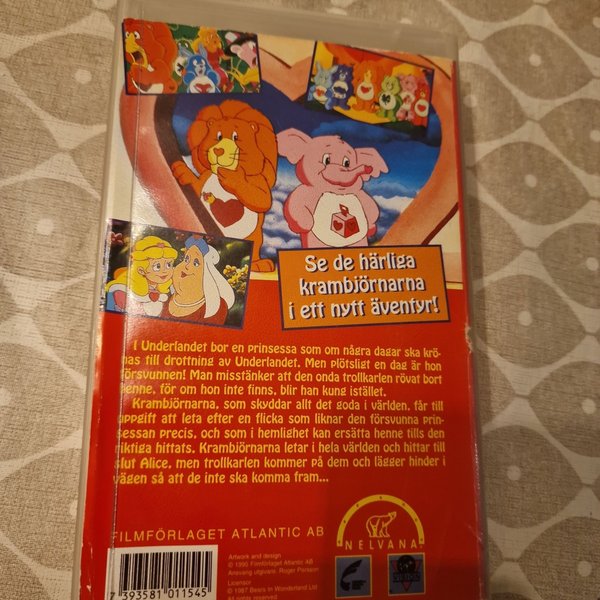 Se de härliga
krambjörnarna
i ett nytt äventyr!
I Underlandet bor en prinsessa som om några dagar ska krö-
nas till drottning av Underlandet. Men plötsligt en dag är hon
försvunnen! Man misstänker att den onda trollkarlen rövat bort
henne, för om hon inte finns, blir han kung istället.
Krambjörnarna, som skyddar allt det goda i världen, får till
uppgift att leta efter en flicka som liknar den försvunna prin-
sessan precis, och som i hemlighet kan ersätta henne tills den
riktiga hittats. Krambjörnarna letar i hela världen och hittar till
slut Alice, men trollkarlen kommer på dem och lägger hinder i
vägen så att de inte ska komma fram...
FILMFÖRLAGET ATLANTIC AB
NELVANA
Artwork and design
© 1990 Filmförlaget Atlantic AB
Ansvarig utgivare. Roger Persson
Licensor
© 1987 Bears in Wonderland Ltd
All rights reserved
7 393581 011545